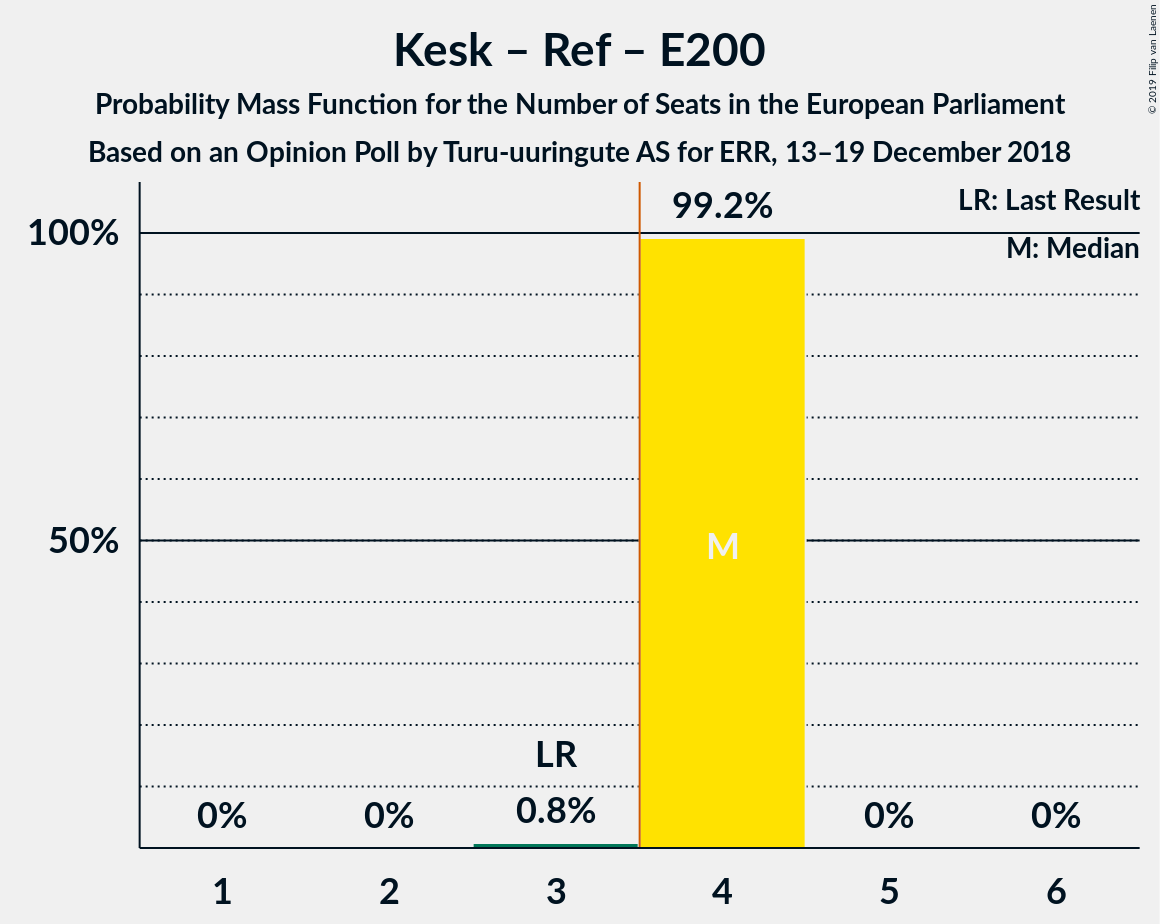 Kesk – Ref – E200
Probability Mass Function for the Number of Seats in the European Parliament
Based on an Opinion Poll by Turu-uuringute AS for ERR, 13–19 December 2018
© 2019 Filip van Laenen
LR: Last Result
M: Median
100%
50%
99.2%
M
LR
0%
0%
0.8%
0%
0%
1
2
3
4
5
6